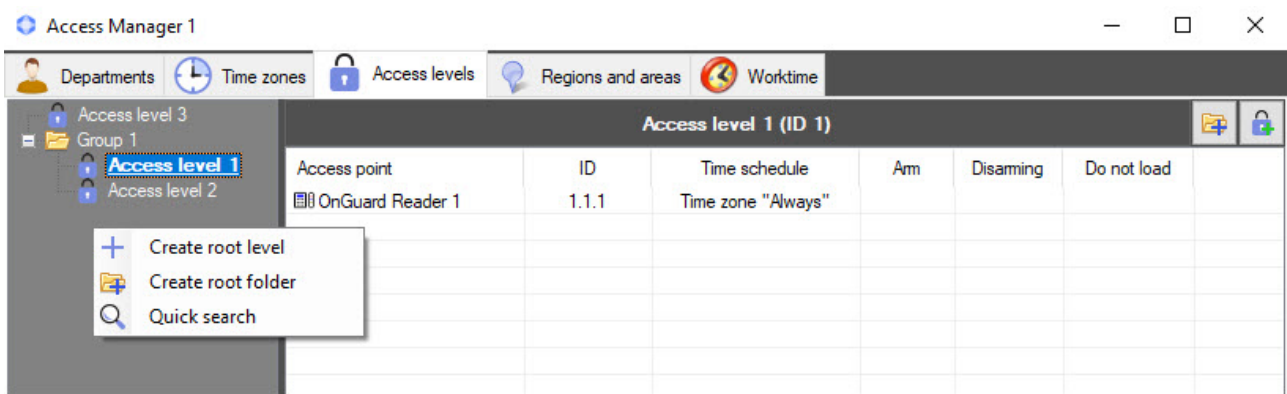 Access Manager 1
Departments Time zones Access levels Regions and areas Worktime
Access level 3
Group 1
Access level 1
Access level 2
Access level 1 (ID 1)
Access point ID Time schedule Arm Disarming Do not load
OnGuard Reader 1 1.1.1 Time zone "Always"
Create root level
Create root folder
Quick search